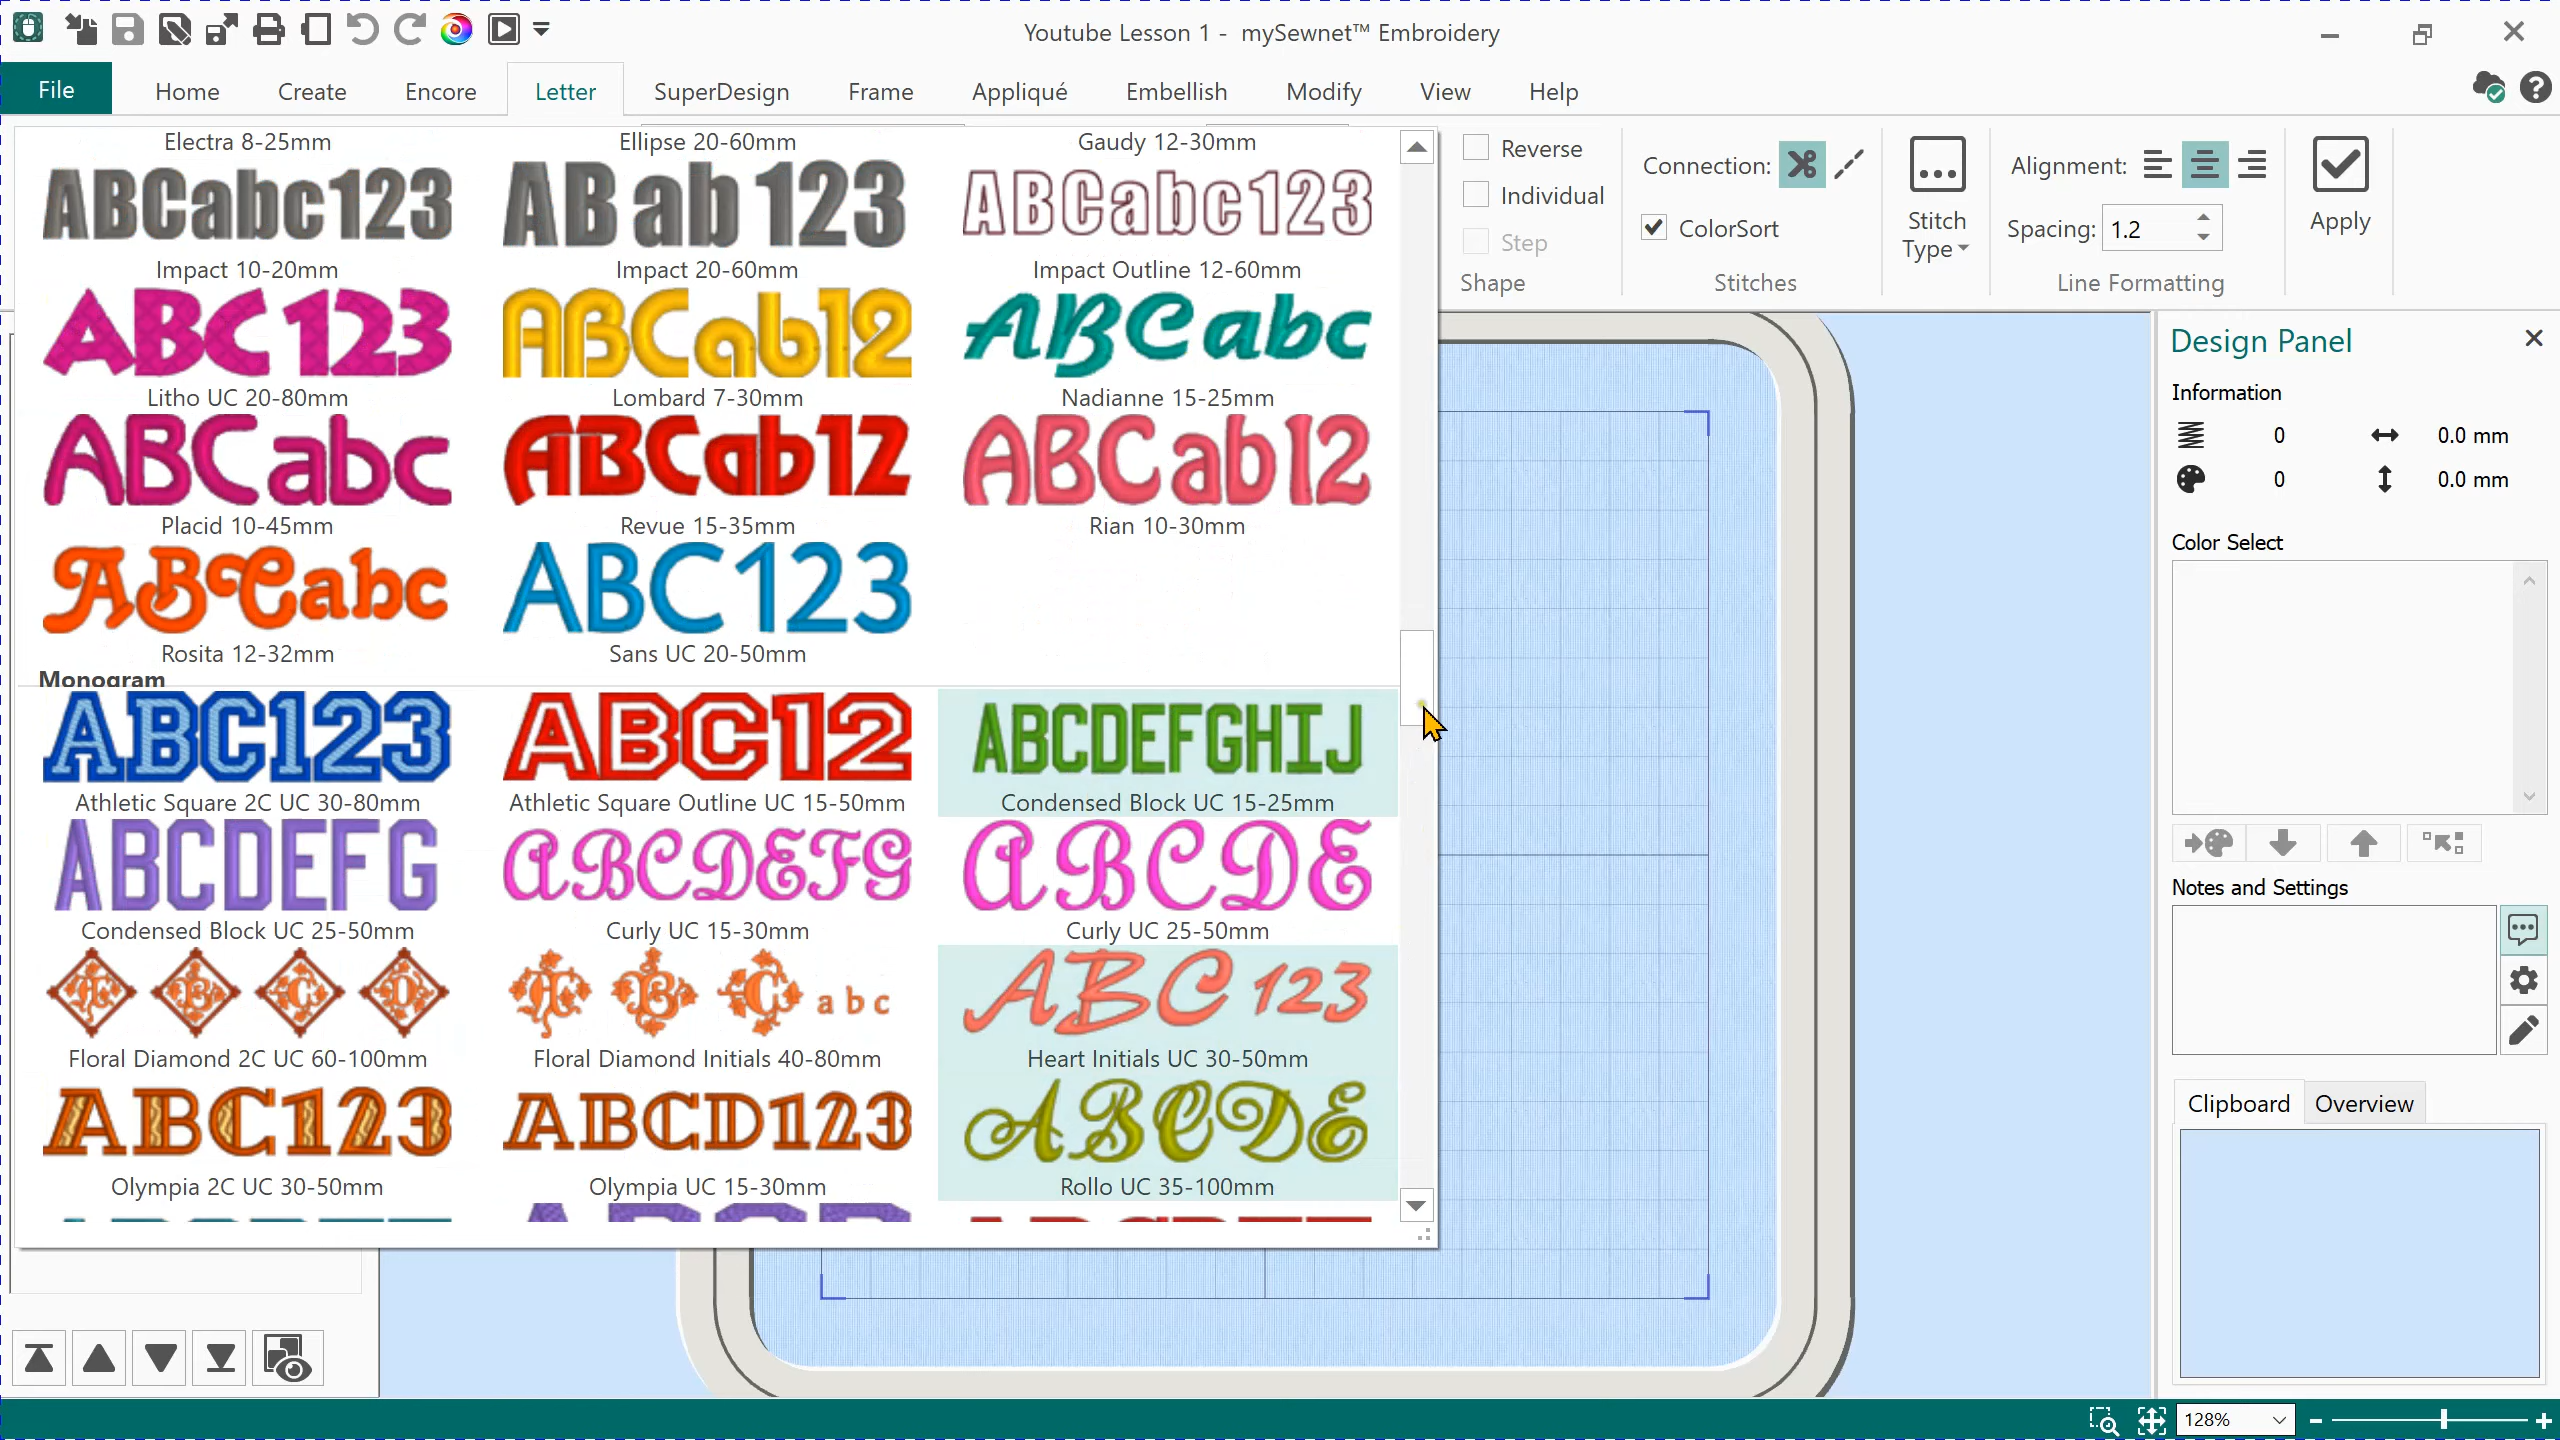 Youtube Lesson 1 - mySewnet™ Embroidery
File Home Create Encore Letter SuperDesign Frame Appliqué Embellish Modify View Help
Electra 8-25mm Ellipse 20-60mm Gaudy 12-30mm
ABCabc123 ABab123 ABCabc123
Impact 10-20mm Impact 20-60mm Impact Outline 12-60mm
ABC123 ABCab12 ABCabc
Litho UC 20-80mm Lombard 7-30mm Nadianne 15-25mm
ABCabc ABCab12 ABCab12
Placid 10-45mm Revue 15-35mm Rian 10-30mm
ABCabc ABC123
Rosita 12-32mm Sans UC 20-50mm
Monogram
ABC123 ABC12 ABCDEFGHIJ
Athletic Square 2C UC 30-80mm Athletic Square Outline UC 15-50mm Condensed Block UC 15-25mm
ABCDEFG ABCDEFG ABCDE
Condensed Block UC 25-50mm Curly UC 15-30mm Curly UC 25-50mm
A B C D A B C a b c ABC 123
Floral Diamond 2C UC 60-100mm Floral Diamond Initials 40-80mm Heart Initials UC 30-50mm
ABC123 ABCD123 ABCDE
Olympia 2C UC 30-50mm Olympia UC 15-30mm Rollo UC 35-100mm
Reverse
Individual
Step
Shape
Connection:
ColorSort
Stitches
Stitch
Type
Alignment:
Spacing: 1.2
Line Formatting
Apply
Design Panel
Information
0 0.0 mm
0 0.0 mm
Color Select
Notes and Settings
Clipboard Overview
128%